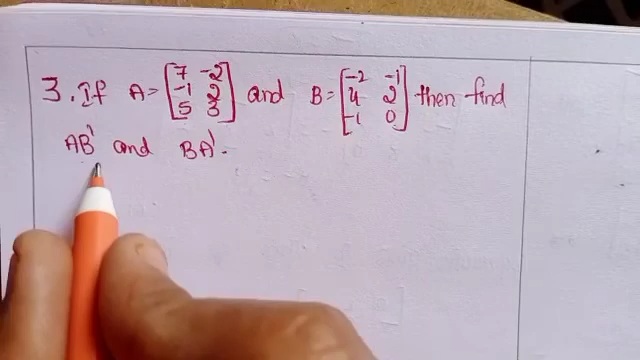 3. If A = [7 -2 -1 2 5 3] and B = [-2 -1 4 2 -1 0] then find
AB' and BA'.